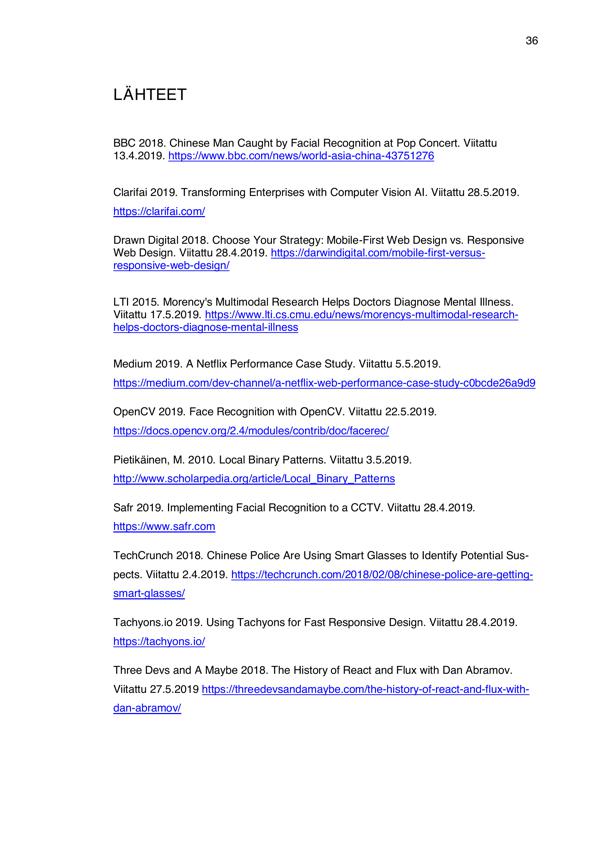 36
LÄHTEET
BBC 2018. Chinese Man Caught by Facial Recognition at Pop Concert. Viitattu
13.4.2019. https://www.bbc.com/news/world-asia-china-43751276
Clarifai 2019. Transforming Enterprises with Computer Vision AI. Viitattu 28.5.2019.
https://clarifai.com/
Drawn Digital 2018. Choose Your Strategy: Mobile-First Web Design vs. Responsive
Web Design. Viitattu 28.4.2019. https://darwindigital.com/mobile-first-versus-
responsive-web-design/
LTI 2015. Morency's Multimodal Research Helps Doctors Diagnose Mental Illness.
Viitattu 17.5.2019. https://www.lti.cs.cmu.edu/news/morencys-multimodal-research-
helps-doctors-diagnose-mental-illness
Medium 2019. A Netflix Performance Case Study. Viitattu 5.5.2019.
https://medium.com/dev-channel/a-netflix-web-performance-case-study-c0bcde26a9d9
OpenCV 2019. Face Recognition with OpenCV. Viitattu 22.5.2019.
https://docs.opencv.org/2.4/modules/contrib/doc/facerec/
Pietikäinen, M. 2010. Local Binary Patterns. Viitattu 3.5.2019.
http://www.scholarpedia.org/article/Local_Binary_Patterns
Safr 2019. Implementing Facial Recognition to a CCTV. Viitattu 28.4.2019.
https://www.safr.com
TechCrunch 2018. Chinese Police Are Using Smart Glasses to Identify Potential Sus-
pects. Viitattu 2.4.2019. https://techcrunch.com/2018/02/08/chinese-police-are-getting-
smart-glasses/
Tachyons.io 2019. Using Tachyons for Fast Responsive Design. Viitattu 28.4.2019.
https://tachyons.io/
Three Devs and A Maybe 2018. The History of React and Flux with Dan Abramov.
Viitattu 27.5.2019 https://threedevsandamaybe.com/the-history-of-react-and-flux-with-
dan-abramov/